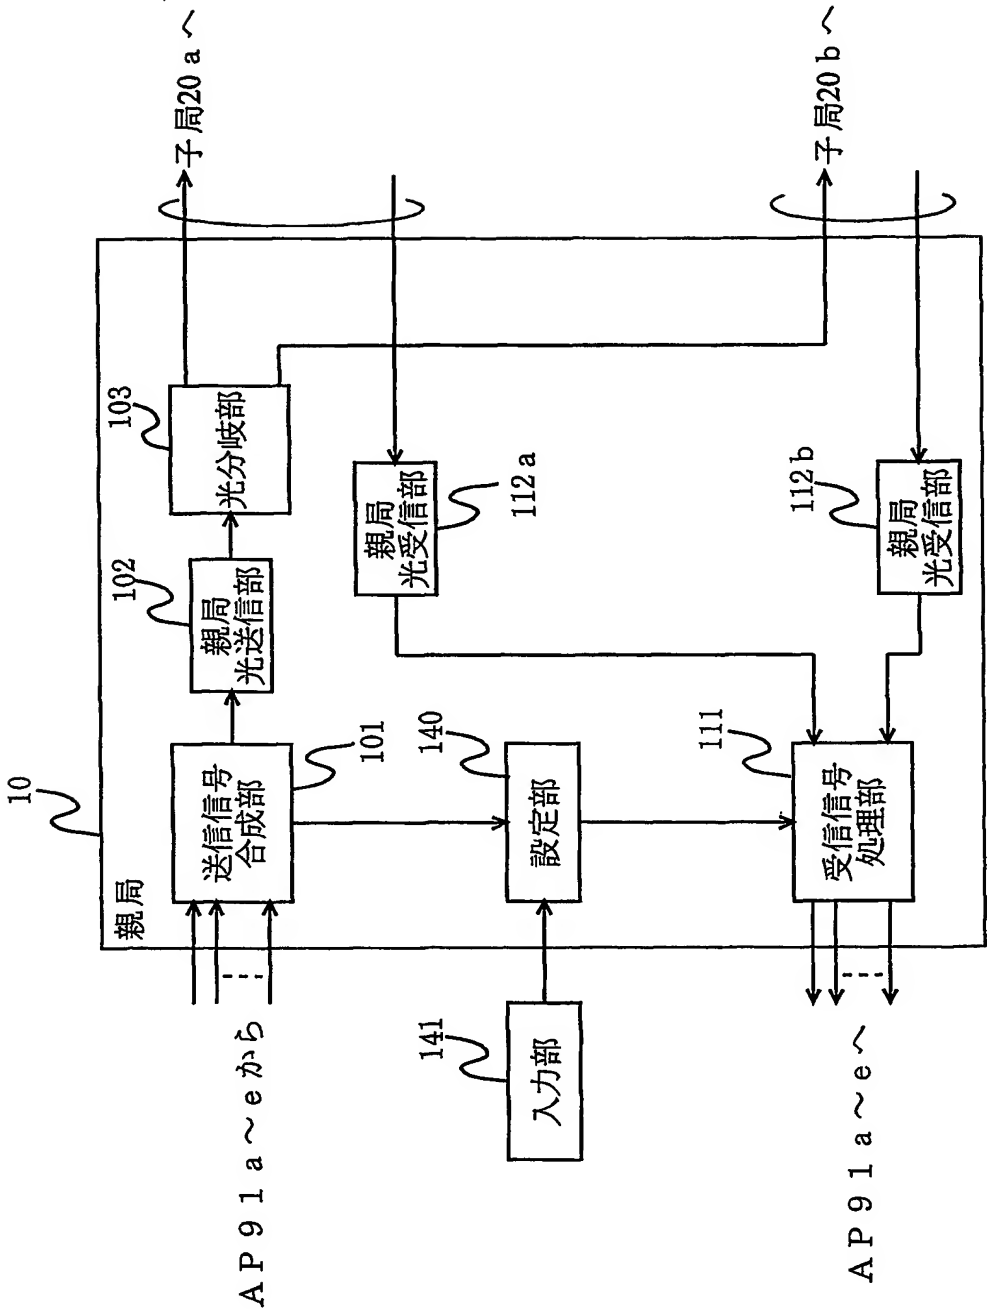 10
親局
AP91a～eから
送信信号
合成部
101
親局
光送信部
102
光分岐部
103
子局20aへ
親局
光受信部
112a
入力部
141
設定部
140
受信信号
処理部
111
AP91a～eへ
親局
光受信部
112b
子局20bへ